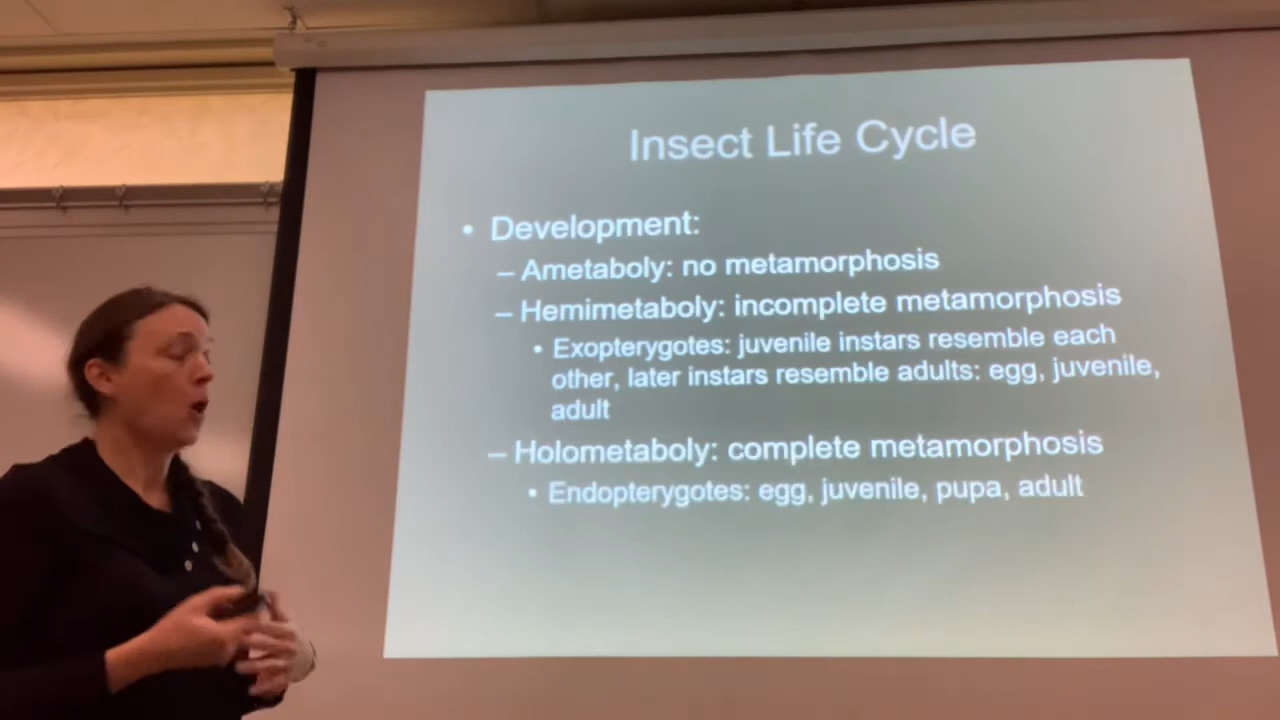 Insect Life Cycle
• Development:
– Ametaboly: no metamorphosis
– Hemimetaboly: incomplete metamorphosis
• Exopterygotes: juvenile instars resemble each
other, later instars resemble adults: egg, juvenile,
adult
– Holometaboly: complete metamorphosis
• Endopterygotes: egg, juvenile, pupa, adult